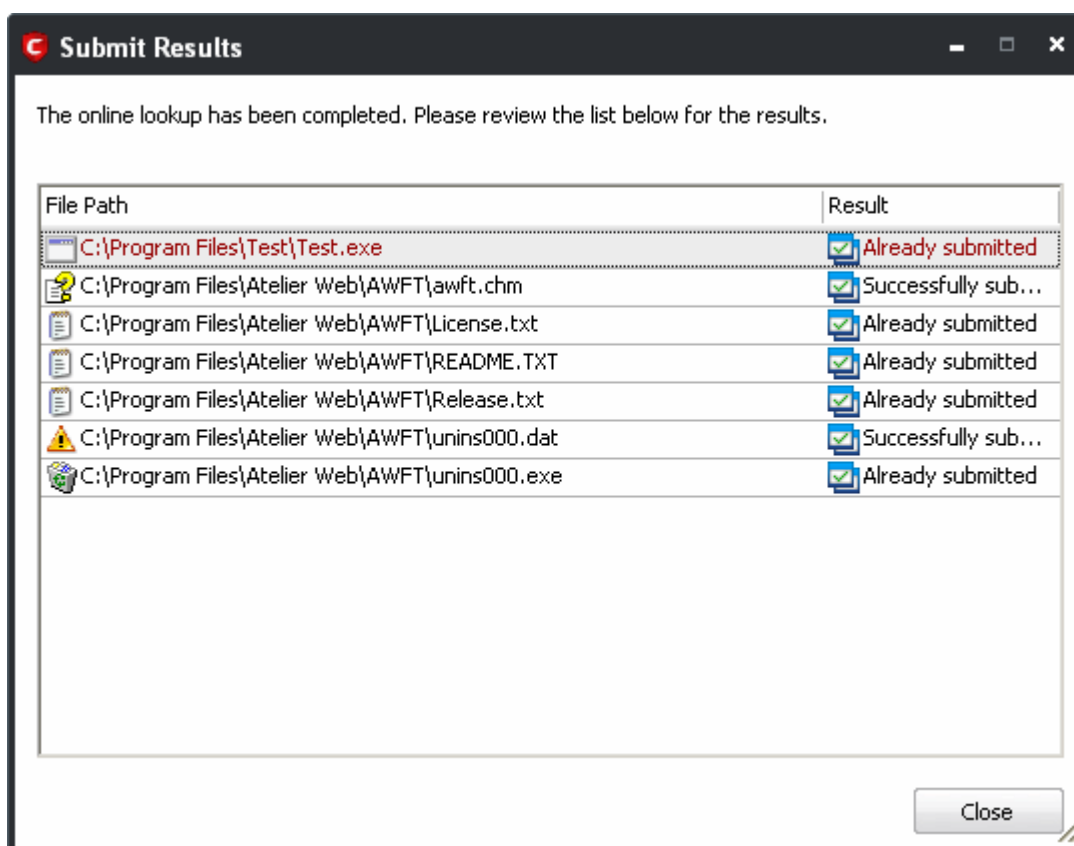 Submit Results
The online lookup has been completed. Please review the list below for the results.
File Path Result
C:\Program Files\Test\Test.exe Already submitted
C:\Program Files\Atelier Web\AWFT\awft.chm Successfully sub...
C:\Program Files\Atelier Web\AWFT\License.txt Already submitted
C:\Program Files\Atelier Web\AWFT\README.TXT Already submitted
C:\Program Files\Atelier Web\AWFT\Release.txt Already submitted
C:\Program Files\Atelier Web\AWFT\unins000.dat Successfully sub...
C:\Program Files\Atelier Web\AWFT\unins000.exe Already submitted
Close